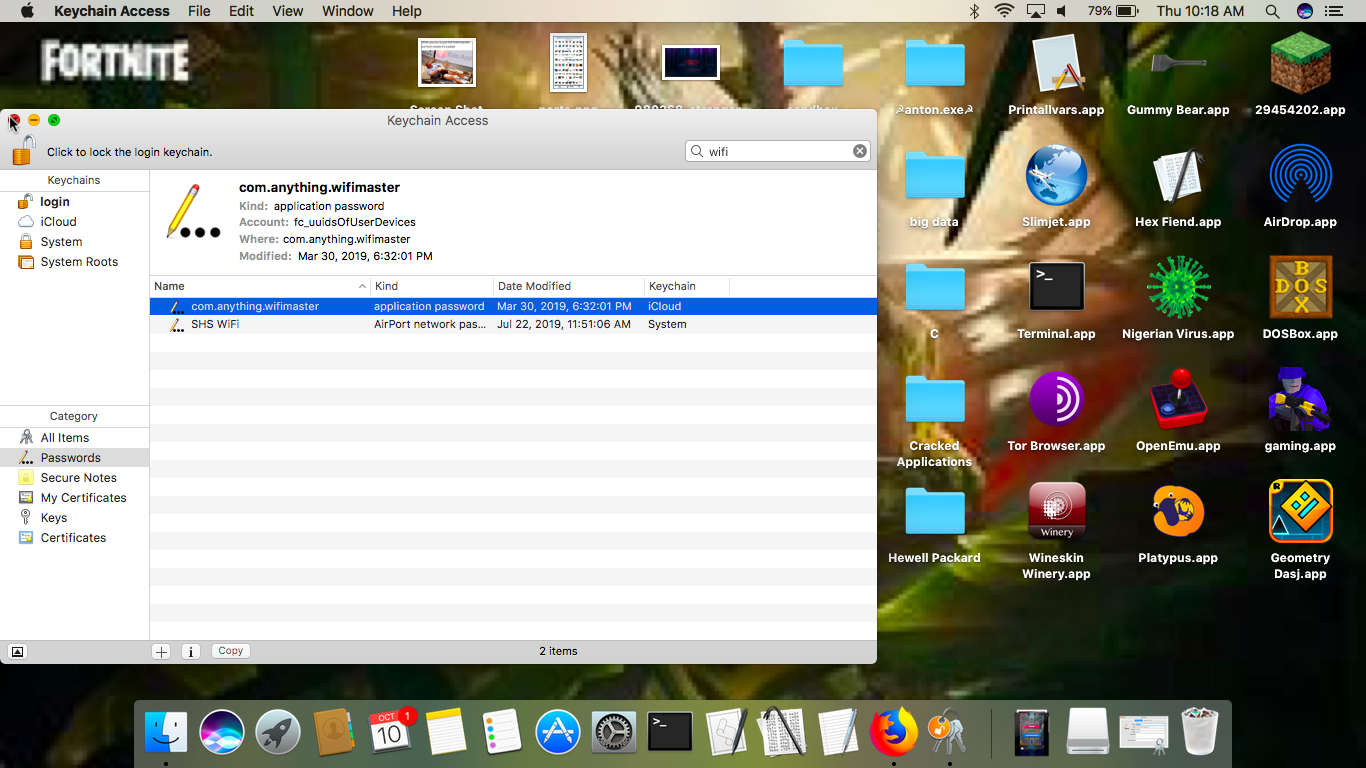 Keychain Access File Edit View Window Help 79% Thu 10:18 AM
FORTNITE
Keychain Access
Click to lock the login keychain.
wifi
Keychains
login
iCloud
System
System Roots
com.anything.wifimaster
Kind: application password
Account: fc_uuidsOfUserDevices
Where: com.anything.wifimaster
Modified: Mar 30, 2019, 6:32:01 PM
Name Kind Date Modified Keychain
com.anything.wifimaster application password Mar 30, 2019, 6:32:01 PM iCloud
SHS WiFi AirPort network pas... Jul 22, 2019, 11:51:06 AM System
Category
All Items
Passwords
Secure Notes
My Certificates
Keys
Certificates
Copy
2 items
☭anton.exe☭ Printallvars.app Gummy Bear.app 29454202.app
big data Slimjet.app Hex Fiend.app AirDrop.app
>_
BOX
DOS
C Terminal.app Nigerian Virus.app DOSBox.app
Cracked
Applications
Tor Browser.app OpenEmu.app gaming.app
Winery
R
Hewell Packard
Wineskin
Winery.app
Platypus.app
Geometry
Dasj.app
OCT
10
1
>_